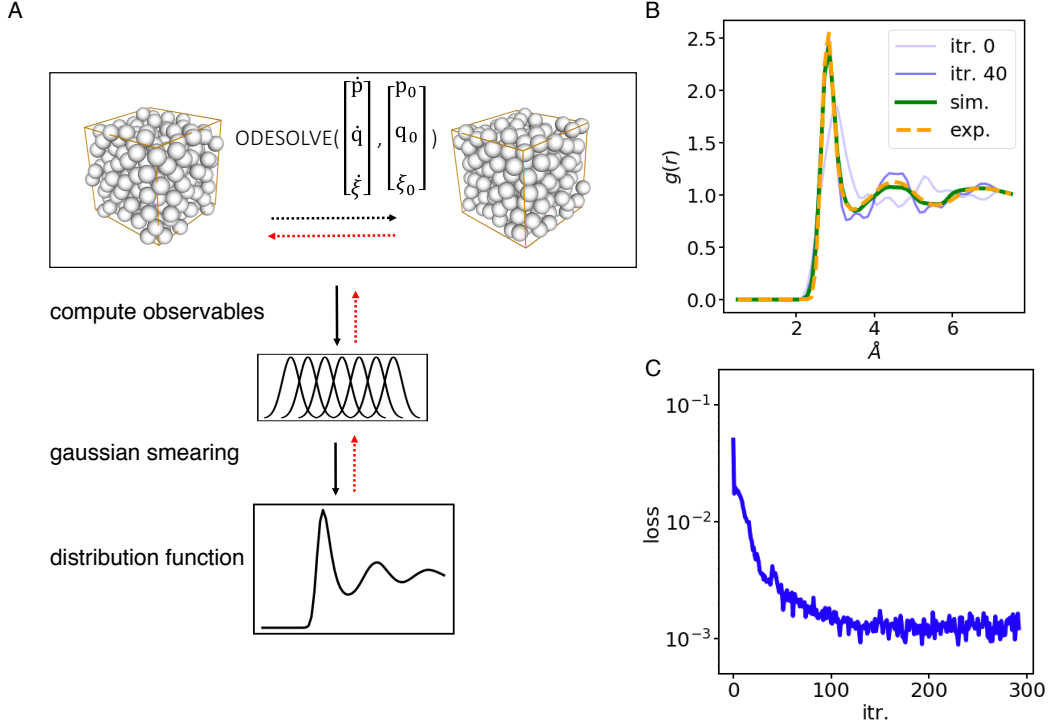 A
ODESOLVE( [ṗ q̇ ξ̇] , [p₀ q₀ ξ₀] )
compute observables
gaussian smearing
distribution function
B
2.5
2.0
1.5
1.0
0.5
0.0
g(r)
2 4 6
Å
itr. 0
itr. 40
sim.
exp.
C
10⁻¹
10⁻²
10⁻³
loss
0 100 200 300
itr.